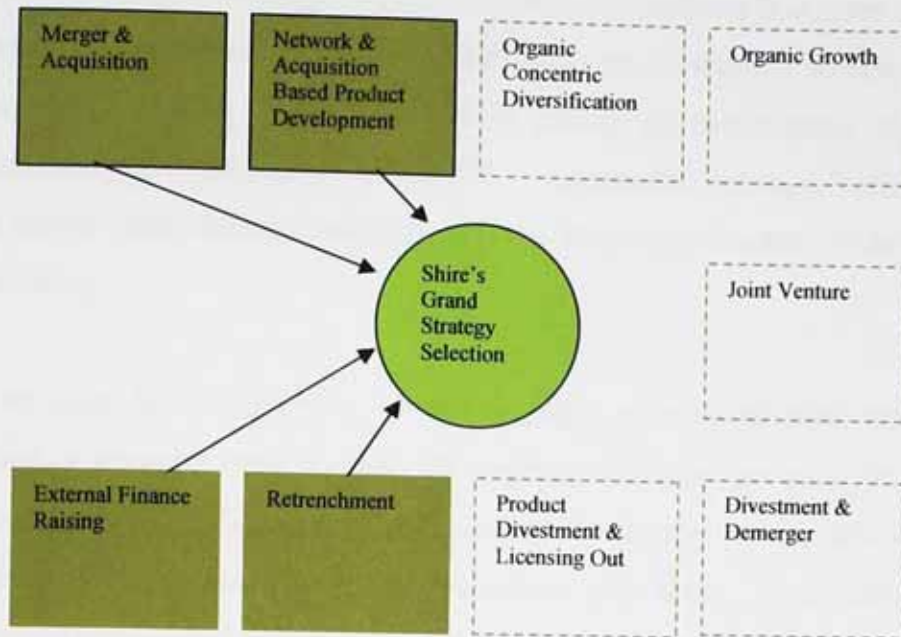 Merger &
Acquisition
Network &
Acquisition
Based Product
Development
Organic
Concentric
Diversification
Organic Growth
Shire's
Grand
Strategy
Selection
Joint Venture
External Finance
Raising
Retrenchment
Product
Divestment &
Licensing Out
Divestment &
Demerger